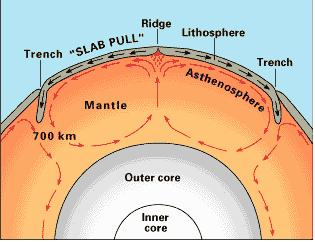 Ridge
Lithosphere
"SLAB PULL"
Trench
Trench
Asthenosphere
Mantle
700 km
Outer core
Inner
core